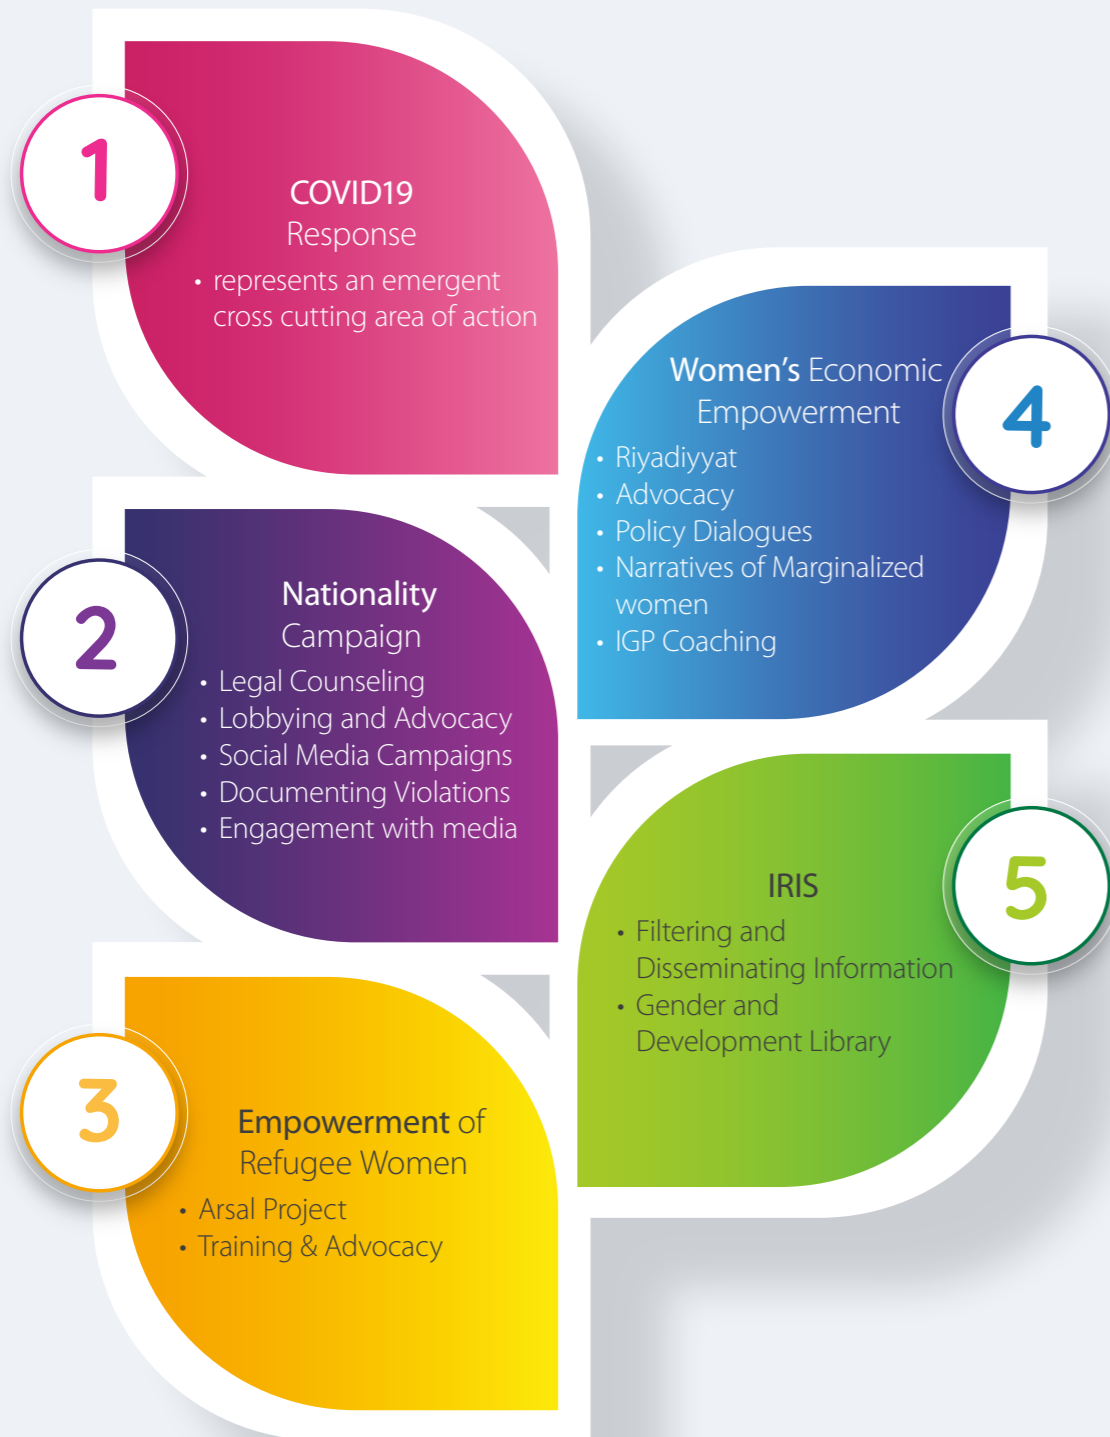 1
COVID19
Response
• represents an emergent
cross cutting area of action
2
Nationality
Campaign
• Legal Counseling
• Lobbying and Advocacy
• Social Media Campaigns
• Documenting Violations
• Engagement with media
3
Empowerment of
Refugee Women
• Arsal Project
• Training & Advocacy
4
Women's Economic
Empowerment
• Riyadiyyat
• Advocacy
• Policy Dialogues
• Narratives of Marginalized
women
• IGP Coaching
5
IRIS
• Filtering and
Disseminating Information
• Gender and
Development Library